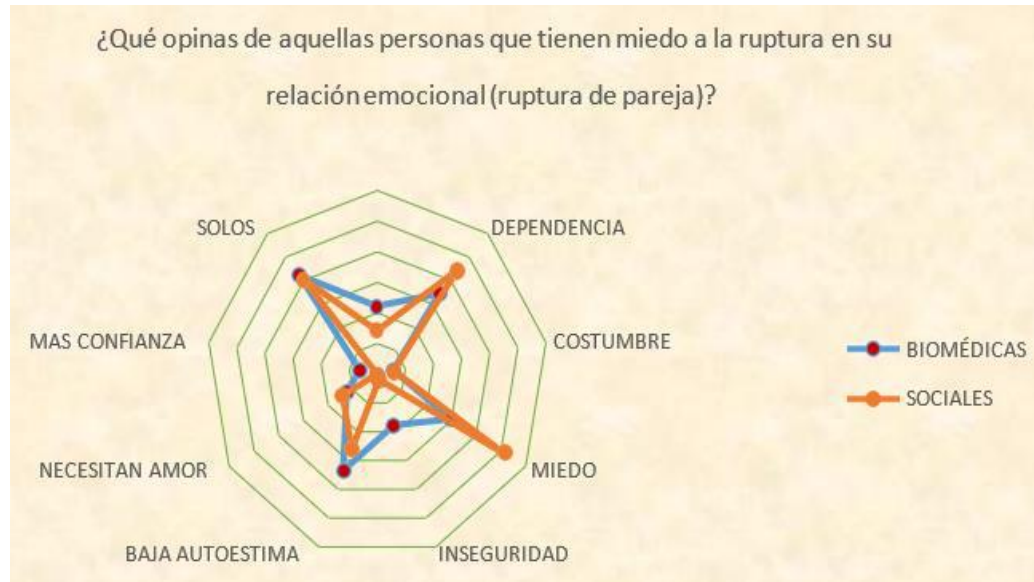 ¿Qué opinas de aquellas personas que tienen miedo a la ruptura en su
relación emocional (ruptura de pareja)?
SOLOS
DEPENDENCIA
MAS CONFIANZA
COSTUMBRE
BIOMÉDICAS
SOCIALES
NECESITAN AMOR
MIEDO
BAJA AUTOESTIMA
INSEGURIDAD